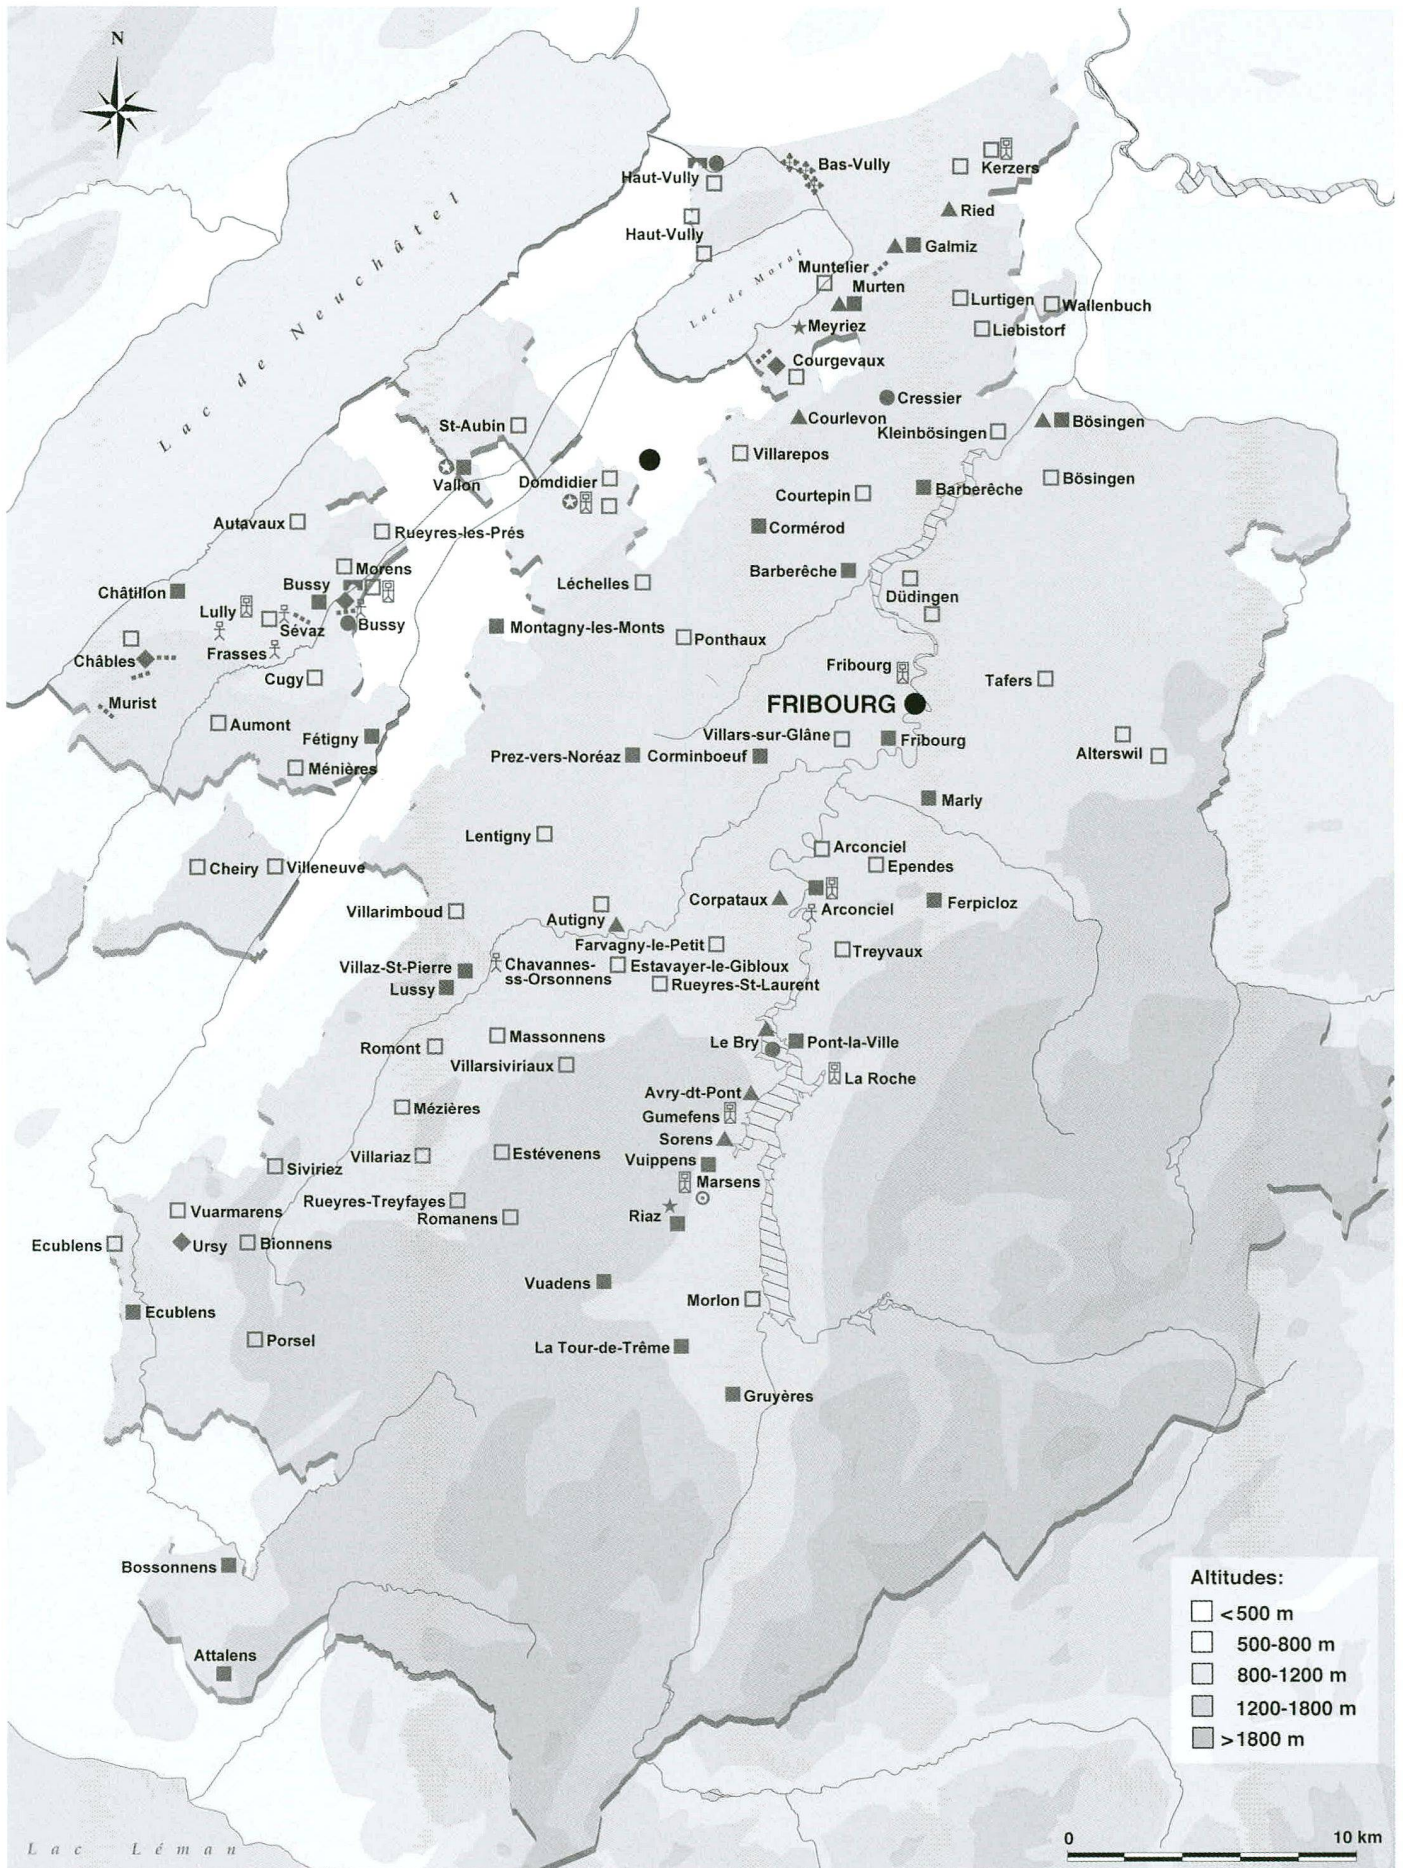 N
Lac de Neuchâtel
Haut-Vully
Bas-Vully
Kerzers
Ried
Haut-Vully
Galmiz
Lac de Morat
Muntelier
Murten
Lurtigen
Wallenbuch
Meyriez
Liebistorf
Courgevaux
Cressier
Courlevon
Kleinbösingen
Bösingen
St-Aubin
Villarepos
Vallon
Domdidier
Bösingen
Courtepin
Barberêche
Autavaux
Rueyres-les-Prés
Cormérod
Morens
Barberêche
Châtillon
Bussy
Léchelles
Düdingen
Lully
Sévaz
Bussy
Montagny-les-Monts
Ponthaux
Châbles
Frasses
Fribourg
Cugy
Tafers
Murist
FRIBOURG
Aumont
Fétigny
Villars-sur-Glâne
Fribourg
Prez-vers-Noréaz
Corminboeuf
Alterswil
Ménières
Marly
Lentigny
Arconciel
Cheiry
Villeneuve
Ependes
Corpataux
Arconciel
Ferpicloz
Villarimboud
Autigny
Farvagny-le-Petit
Treyvaux
Villaz-St-Pierre
Chavannes-
ss-Orsonnens
Estavayer-le-Gibloux
Lussy
Rueyres-St-Laurent
Massonnens
Romont
Le Bry
Pont-la-Ville
Villarsiviriaux
La Roche
Avry-dt-Pont
Mézières
Gumefens
Sorens
Villariaz
Estévenens
Vuippens
Siviriez
Marsens
Rueyres-Treyfayes
Vuarmarens
Romanens
Riaz
Ecublens
Ursy
Bionnens
Vuadens
Morlon
Ecublens
Porsel
La Tour-de-Trême
Gruyères
Bossonnens
Attalens
Altitudes:
<500 m
500-800 m
800-1200 m
1200-1800 m
>1800 m
Lac Léman
0 10 km